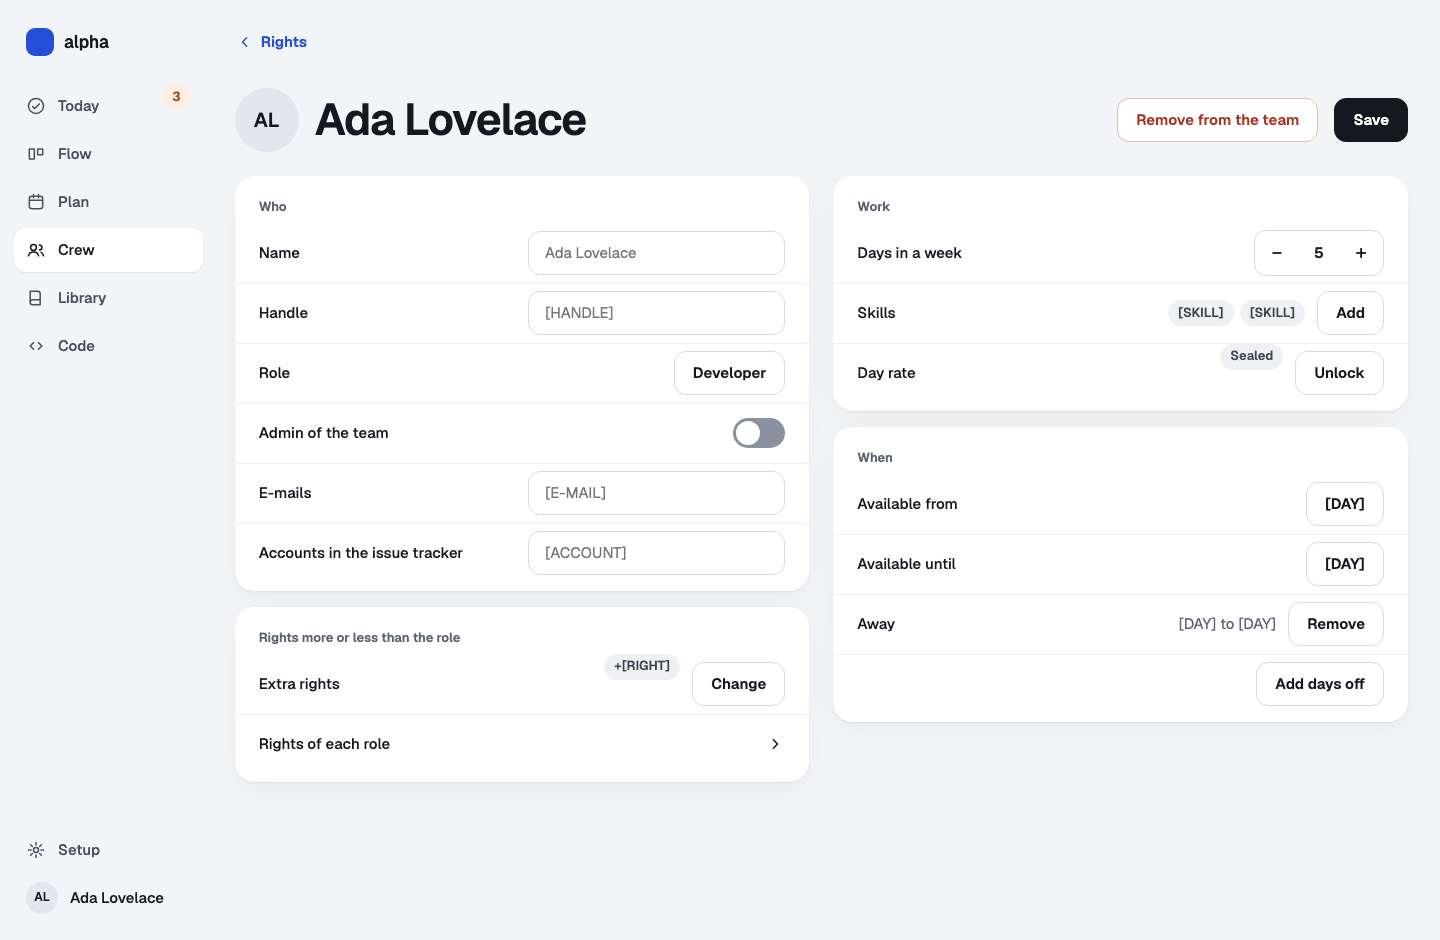 alpha
Today
3
Flow
Plan
Crew
Library
Code
Setup
AL
Ada Lovelace
Rights
AL
Ada Lovelace
Remove from the team
Save
Who
Name
Ada Lovelace
Handle
[HANDLE]
Role
Developer
Admin of the team
E-mails
[E-MAIL]
Accounts in the issue tracker
[ACCOUNT]
Rights more or less than the role
Extra rights
+[RIGHT]
Change
Rights of each role
Work
Days in a week
− 5 +
Skills
[SKILL] [SKILL]
Add
Day rate
Sealed
Unlock
When
Available from
[DAY]
Available until
[DAY]
Away
[DAY] to [DAY]
Remove
Add days off